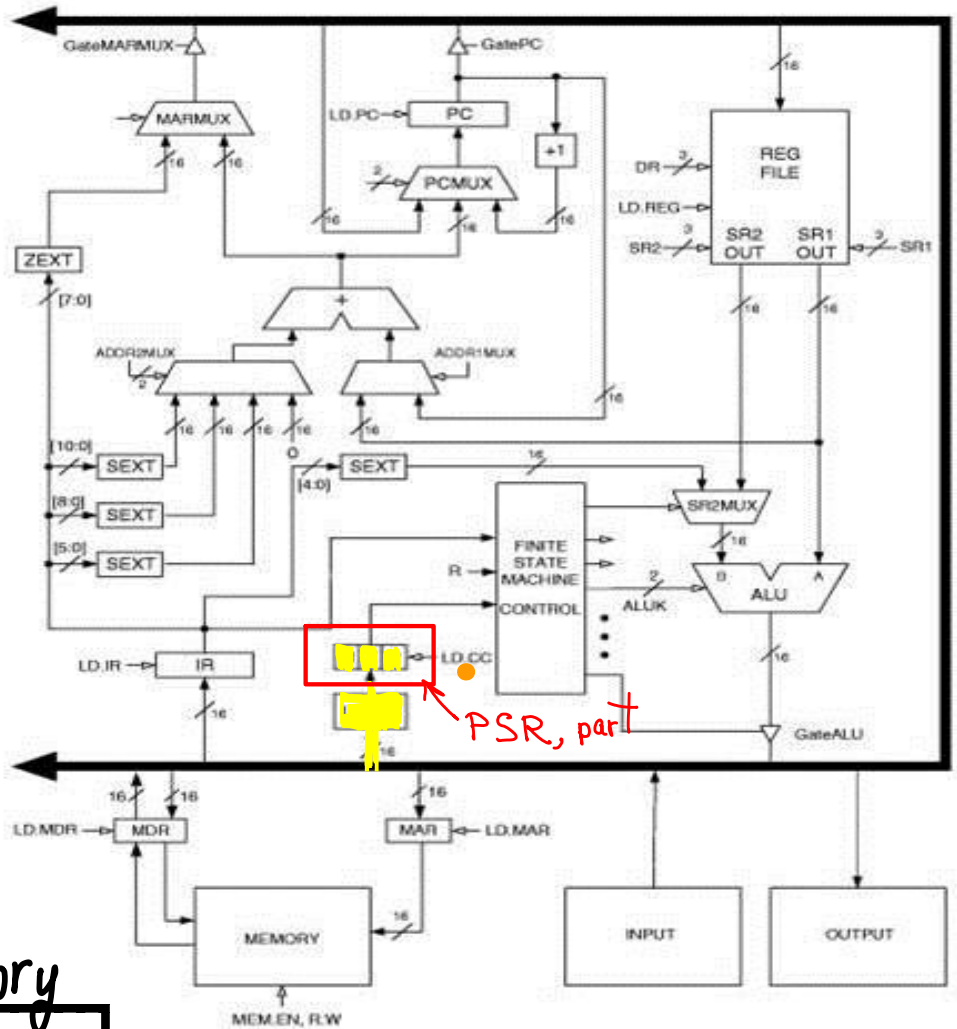 GateMARMUX
GatePC
16
MARMUX
LD.PC
PC
+1
REG
FILE
DR
3
LD.REG
SR2
3
SR2
OUT
SR1
OUT
3
SR1
16
16
2
PCMUX
16
16
16
ZEXT
[7:0]
+
16
16
ADDR2MUX
2
ADDR1MUX
16
16
16
16
16
0
16
[10:0]
SEXT
[4:0]
SEXT
16
[8:0]
SEXT
SR2MUX
16
[5:0]
SEXT
FINITE
STATE
MACHINE
CONTROL
R
B
A
ALU
2
ALUK
LD.CC
LD.IR
IR
16
16
PSR, part
16
GateALU
16
16
16
LD.MDR
MDR
MAR
LD.MAR
MEMORY
16
INPUT
OUTPUT
MEM.EN, R.W
ory